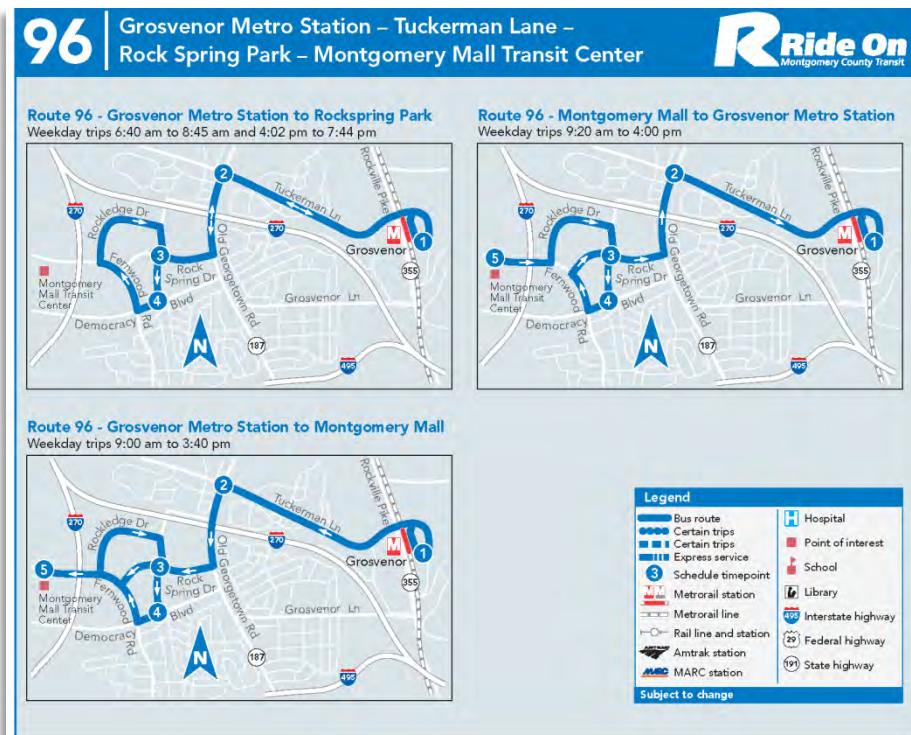 96
Grosvenor Metro Station – Tuckerman Lane –
Rock Spring Park – Montgomery Mall Transit Center
Ride On
Montgomery County Transit
Route 96 - Grosvenor Metro Station to Rockspring Park
Weekday trips 6:40 am to 8:45 am and 4:02 pm to 7:44 pm
2
Rockville Pike
Tuckerman Ln
270
Rockledge Dr
Old Georgetown Rd
270
M
1
Grosvenor
3
Rock
Spring Dr
355
Fernwood Rd
Montgomery
Mall Transit
Center
4
Blvd
Grosvenor Ln
Democracy
N
187
495
Route 96 - Montgomery Mall to Grosvenor Metro Station
Weekday trips 9:20 am to 4:00 pm
2
Rockville Pike
Tuckerman Ln
270
Rockledge Dr
Old Georgetown Rd
270
M
1
Grosvenor
5
3
Rock
Spring Dr
355
Fernwood Rd
Montgomery
Mall Transit
Center
4
Blvd
Grosvenor Ln
Democracy
N
187
495
Route 96 - Grosvenor Metro Station to Montgomery Mall
Weekday trips 9:00 am to 3:40 pm
2
Rockville Pike
Tuckerman Ln
270
Rockledge Dr
Old Georgetown Rd
270
M
1
Grosvenor
5
3
Rock
Spring Dr
355
Fernwood Rd
Montgomery
Mall Transit
Center
4
Blvd
Grosvenor Ln
Democracy
N
187
495
Legend
Bus route
Certain trips
Certain trips
Express service
3 Schedule timepoint
Metrorail station
Metrorail line
Rail line and station
Amtrak station
MARC MARC station
H Hospital
Point of interest
School
Library
495 Interstate highway
29 Federal highway
191 State highway
Subject to change